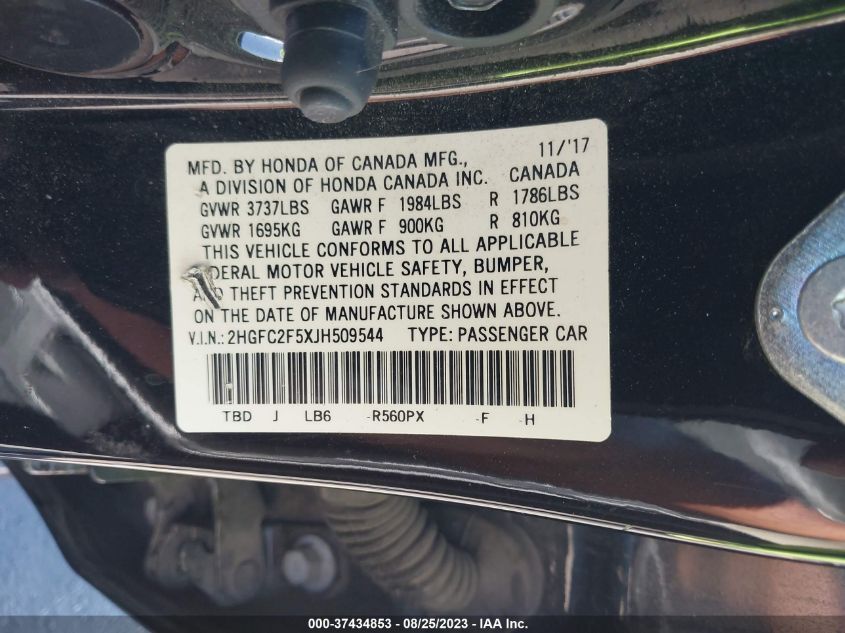 11/'17
MFD. BY HONDA OF CANADA MFG.,
A DIVISION OF HONDA CANADA INC. CANADA
GVWR 3737LBS GAWR F 1984LBS R 1786LBS
GVWR 1695KG GAWR F 900KG R 810KG
THIS VEHICLE CONFORMS TO ALL APPLICABLE
MOTOR VEHICLE SAFETY, BUMPER,
THEFT PREVENTION STANDARDS IN EFFECT
ON THE DATE OF MANUFACTURE SHOWN ABOVE.
V.I.N.: 2HGFC2F5XJH509544 TYPE: PASSENGER CAR
TBD J LB6 -R560PX -F -H
000-37434853 - 08/25/2023 - IAA Inc.